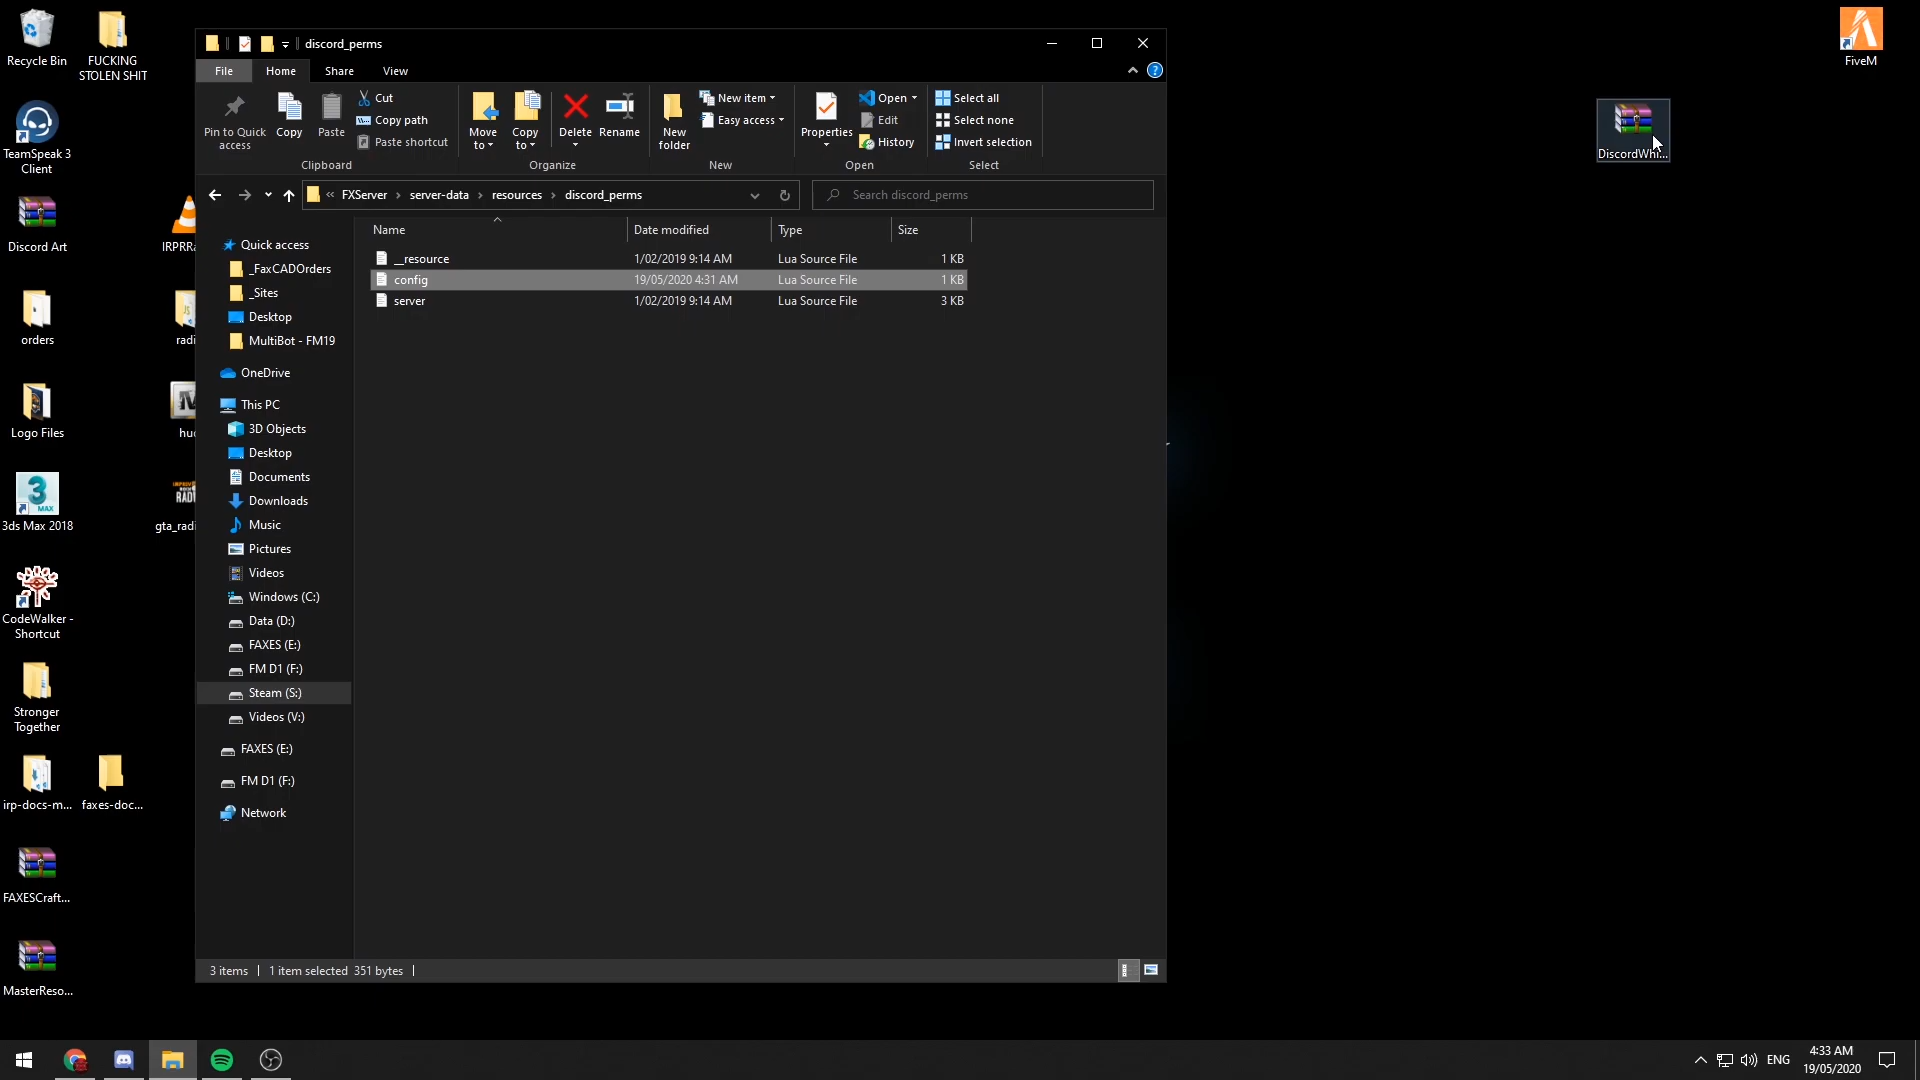 Recycle Bin
FUCKING
STOLEN SHIT
TeamSpeak 3
Client
Discord Art
IRPRRa
orders
radi
Logo Files
huc
3ds Max 2018
gta_radi
CodeWalker -
Shortcut
Stronger
Together
irp-docs-m...
faxes-doc...
FAXESCraft...
MasterReso...
discord_perms
File
Home
Share
View
Pin to Quick
access
Copy
Paste
Cut
Copy path
Paste shortcut
Clipboard
Move
to
Copy
to
Delete
Rename
Organize
New
folder
New item
Easy access
New
Properties
Open
Edit
History
Open
Select all
Select none
Invert selection
Select
« FXServer › server-data › resources › discord_perms
Search discord_perms
Name
Date modified
Type
Size
__resource 1/02/2019 9:14 AM Lua Source File 1 KB
config 19/05/2020 4:31 AM Lua Source File 1 KB
server 1/02/2019 9:14 AM Lua Source File 3 KB
Quick access
_FaxCADOrders
_Sites
Desktop
MultiBot - FM19
OneDrive
This PC
3D Objects
Desktop
Documents
Downloads
Music
Pictures
Videos
Windows (C:)
Data (D:)
FAXES (E:)
FM D1 (F:)
Steam (S:)
Videos (V:)
FAXES (E:)
FM D1 (F:)
Network
3 items
1 item selected 351 bytes
DiscordWhi...
FiveM
ENG
4:33 AM
19/05/2020